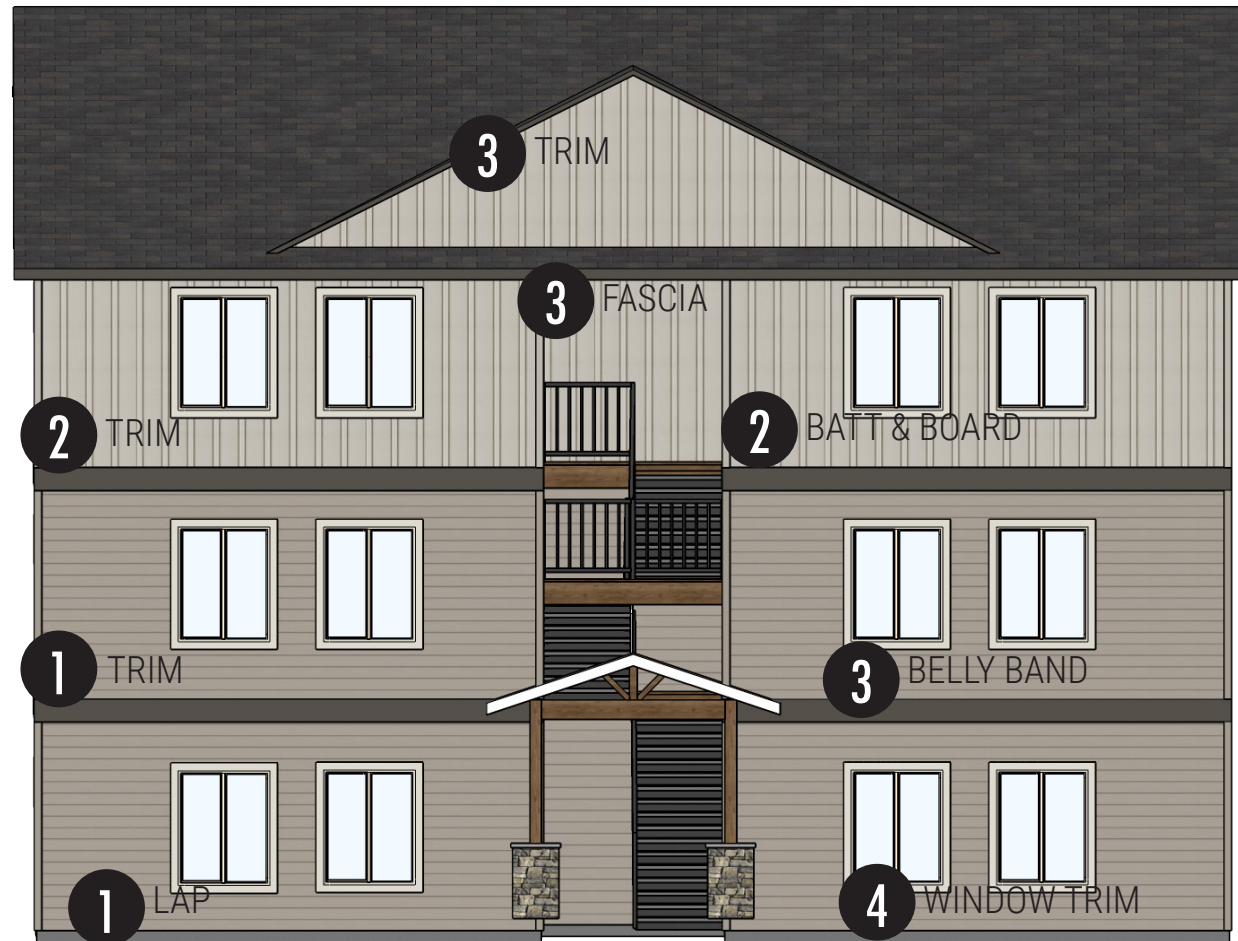 3 TRIM
3 FASCIA
2 TRIM
2 BATT & BOARD
1 TRIM
3 BELLY BAND
1 LAP
4 WINDOW TRIM